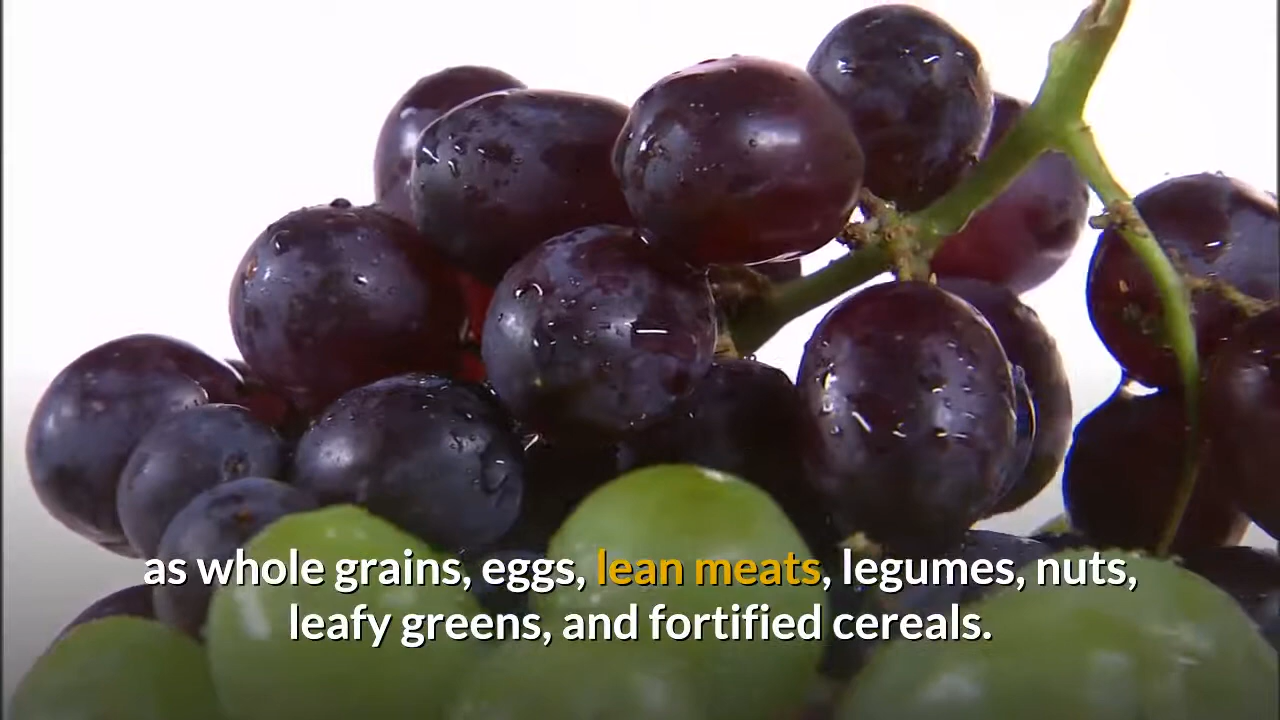 as whole grains, eggs, lean meats, legumes, nuts,
leafy greens, and fortified cereals.